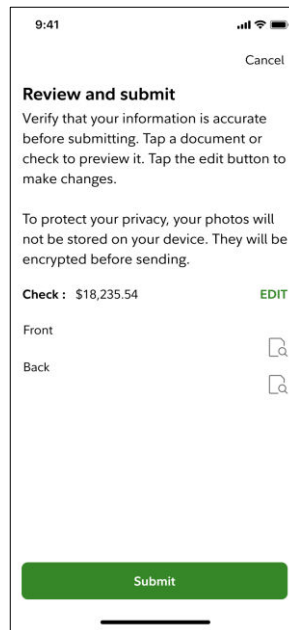 9:41
Cancel
Review and submit
Verify that your information is accurate
before submitting. Tap a document or
check to preview it. Tap the edit button to
make changes.
To protect your privacy, your photos will
not be stored on your device. They will be
encrypted before sending.
Check : $18,235.54 EDIT
Front
Back
Submit